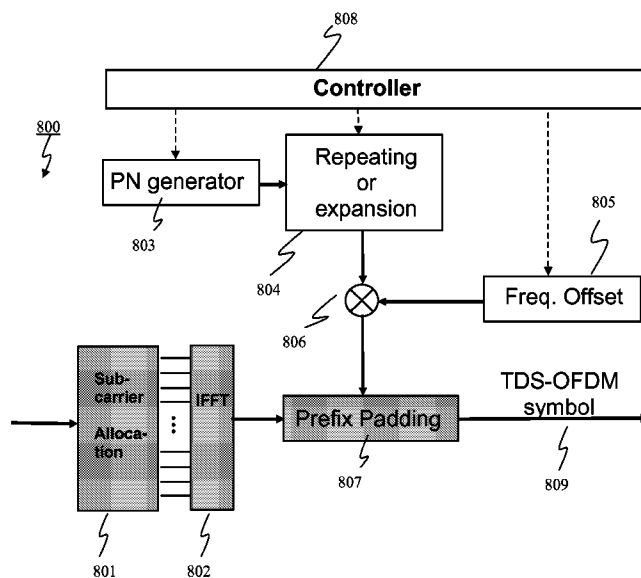 808
Controller
800
PN generator
803
Repeating
or
expansion
804
805
Freq. Offset
806
Sub-
carrier
Alloca-
tion
IFFT
Prefix Padding
TDS-OFDM
symbol
807
809
801
802